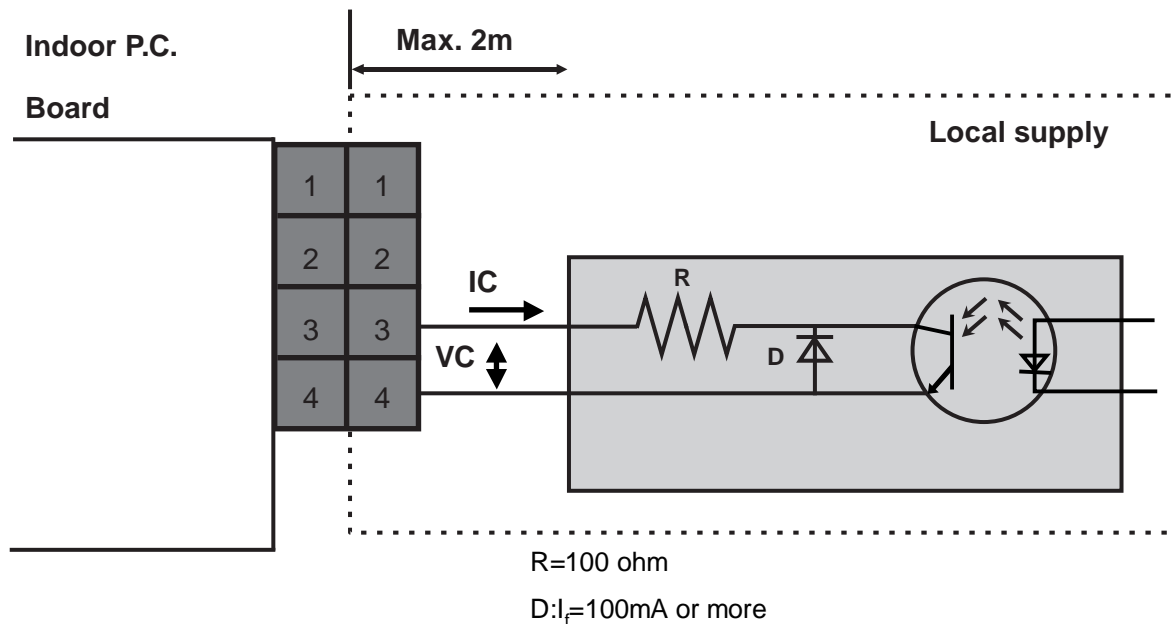 Indoor P.C.
Board
Max. 2m
Local supply
1 1
2 2
3 3
4 4
IC
VC
R
D
R=100 ohm
D:If=100mA or more